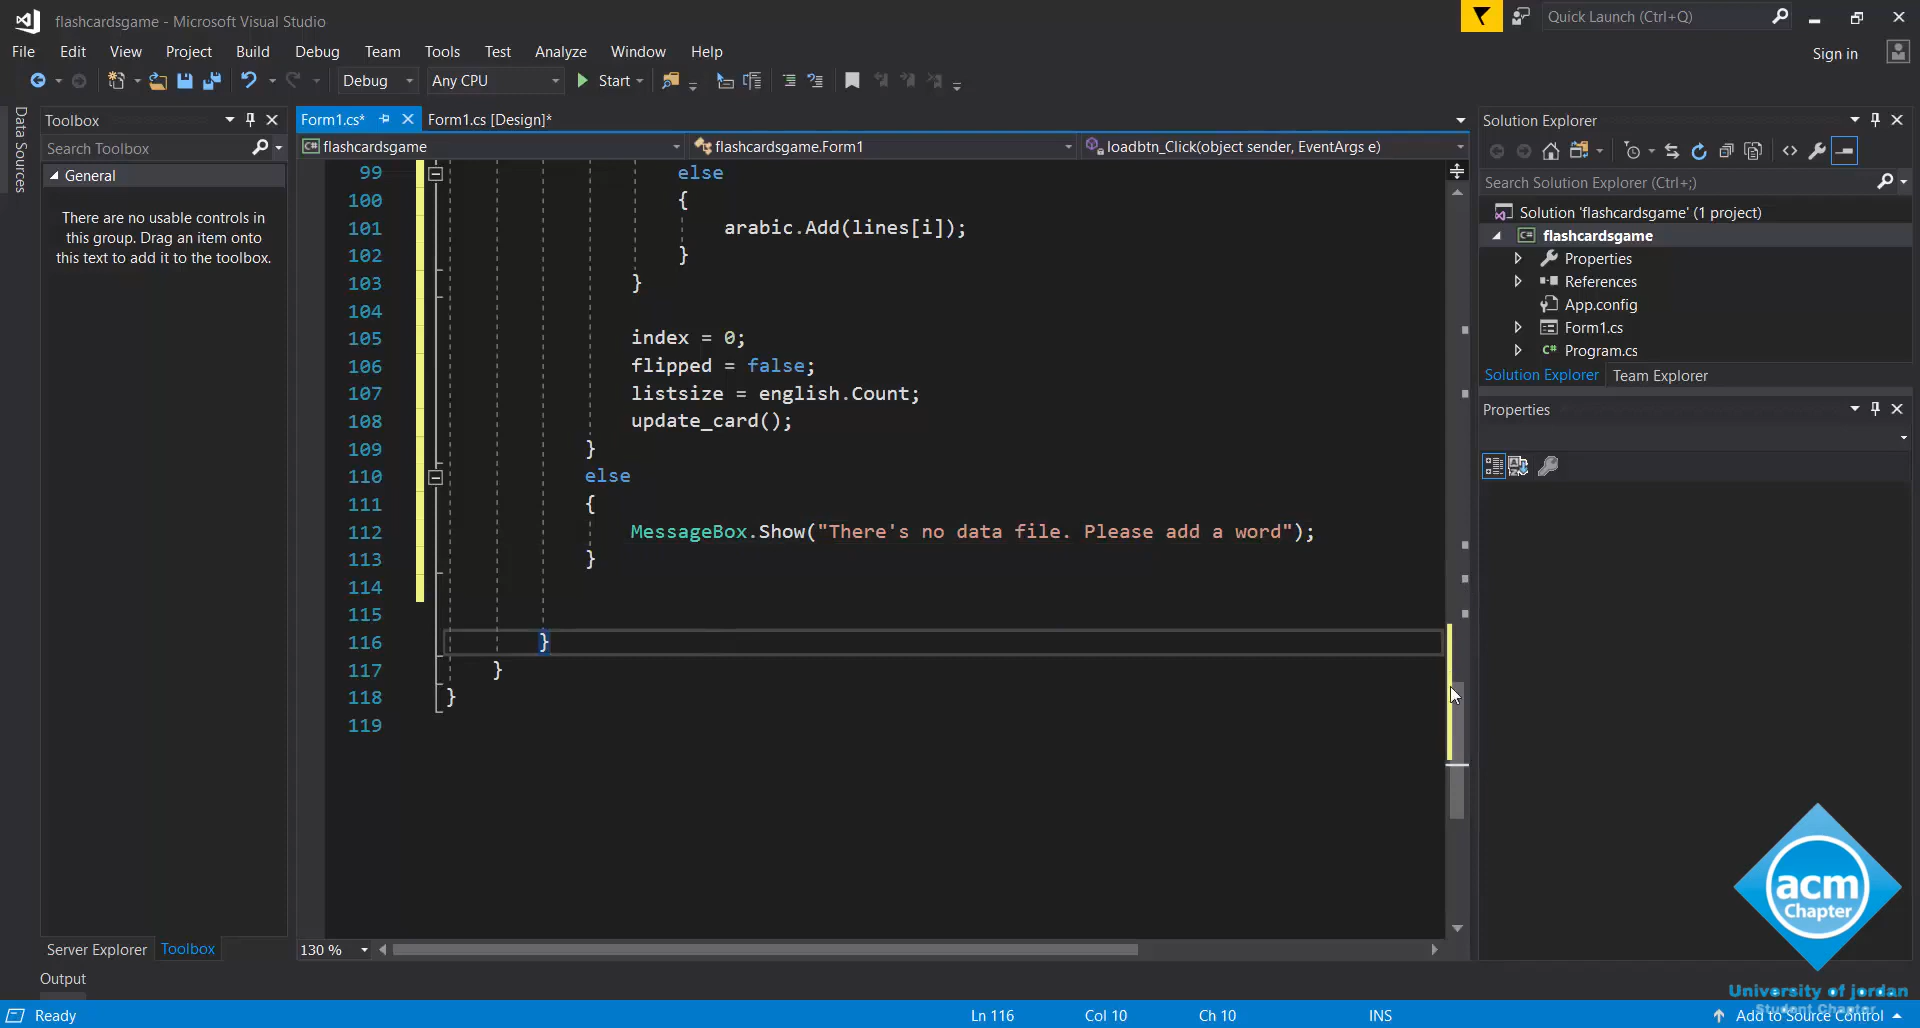 flashcardsgame - Microsoft Visual Studio
Quick Launch (Ctrl+Q)
File Edit View Project Build Debug Team Tools Test Analyze Window Help
Sign in
Debug Any CPU Start
Data Sources
Toolbox
Search Toolbox
General
There are no usable controls in
this group. Drag an item onto
this text to add it to the toolbox.
Server Explorer Toolbox
Output
Form1.cs* Form1.cs [Design]*
flashcardsgame flashcardsgame.Form1 loadbtn_Click(object sender, EventArgs e)
99 else
100 {
101 arabic.Add(lines[i]);
102 }
103 }
104
105 index = 0;
106 flipped = false;
107 listsize = english.Count;
108 update_card();
109 }
110 else
111 {
112 MessageBox.Show("There's no data file. Please add a word");
113 }
114
115
116 }
117 }
118 }
119
130 %
Solution Explorer
Search Solution Explorer (Ctrl+;)
Solution 'flashcardsgame' (1 project)
flashcardsgame
Properties
References
App.config
Form1.cs
Program.cs
Solution Explorer Team Explorer
Properties
acm
Chapter
University of jordan
Student Chapter
Ready Ln 116 Col 10 Ch 10 INS Add to Source Control